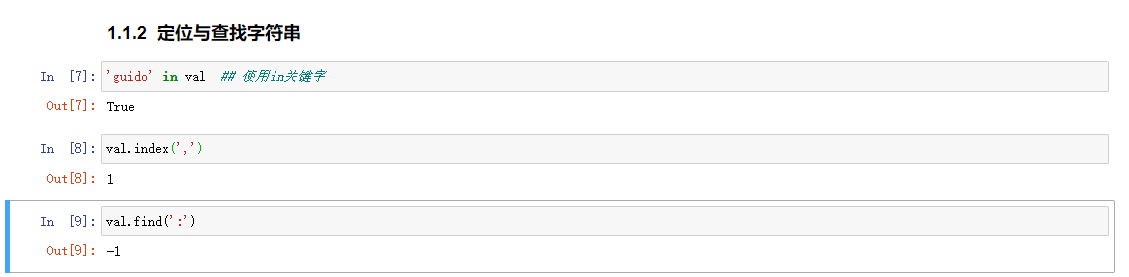 1.1.2 定位与查找字符串
In [7]: 'guido' in val ## 使用in关键字
Out[7]: True
In [8]: val.index(',')
Out[8]: 1
In [9]: val.find(':')
Out[9]: -1